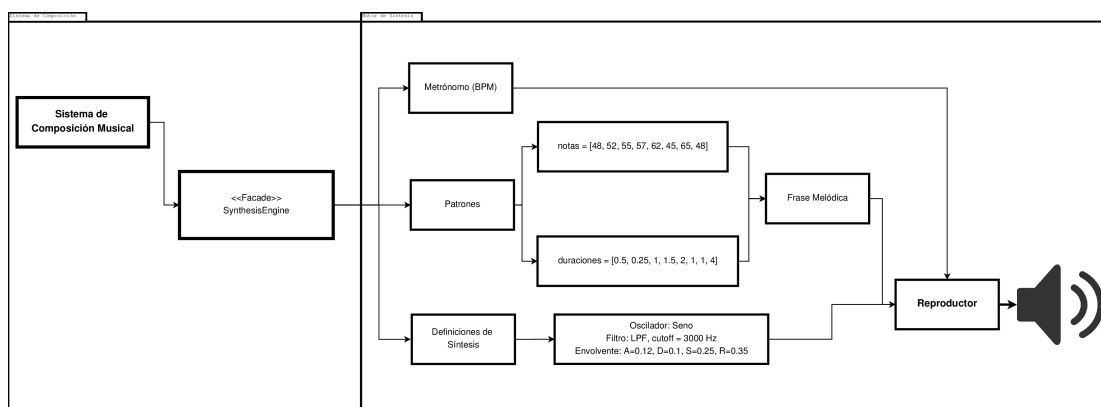 Sistema de Composición
Motor de Síntesis
Sistema de
Composición Musical
<<Facade>>
SynthesisEngine
Metrónomo (BPM)
notas = [48, 52, 55, 57, 62, 45, 65, 48]
Patrones
Frase Melódica
duraciones = [0.5, 0.25, 1, 1.5, 2, 1, 1, 4]
Reproductor
Definiciones de
Síntesis
Oscilador: Seno
Filtro: LPF, cutoff = 3000 Hz
Envolvente: A=0.12, D=0.1, S=0.25, R=0.35